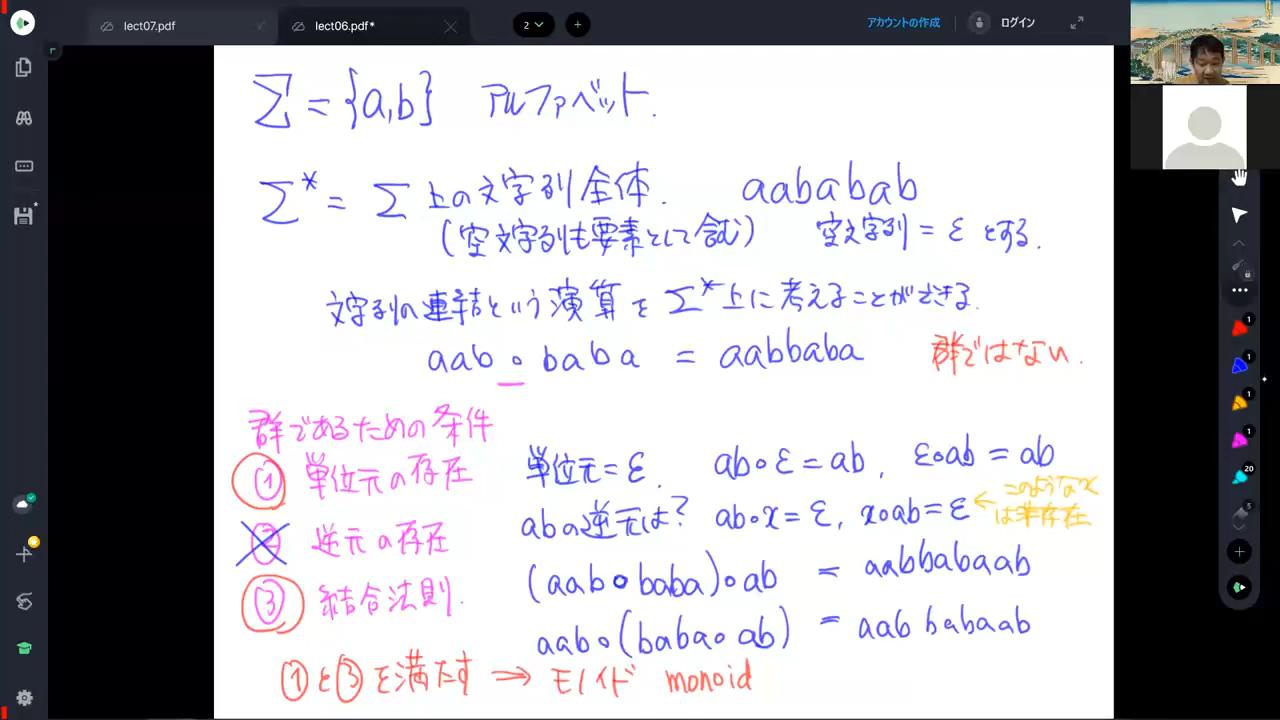 lect07.pdf
lect06.pdf*
2
アカウントの作成
ログイン
Σ = {a,b} アルファベット.
Σ* = Σ 上の文字列全体. aababab
(空文字列も要素として含む) 空文字列 = ε とする.
文字列の連結という演算を Σ*上に考えることができる.
aab ∘ baba = aabbaba 群ではない.
群であるための条件
① 単位元の存在 単位元 = ε. ab∘ε = ab, ε∘ab = ab
② 逆元の存在 abの逆元は? ab∘x = ε, x∘ab = ε ← このようなxは非存在
③ 結合法則. (aab∘baba)∘ab = aabbabaab
aab∘(baba∘ab) = aabbabaab
①と③を満たす ⇒ モノイド monoid
1
1
1
1
20
5